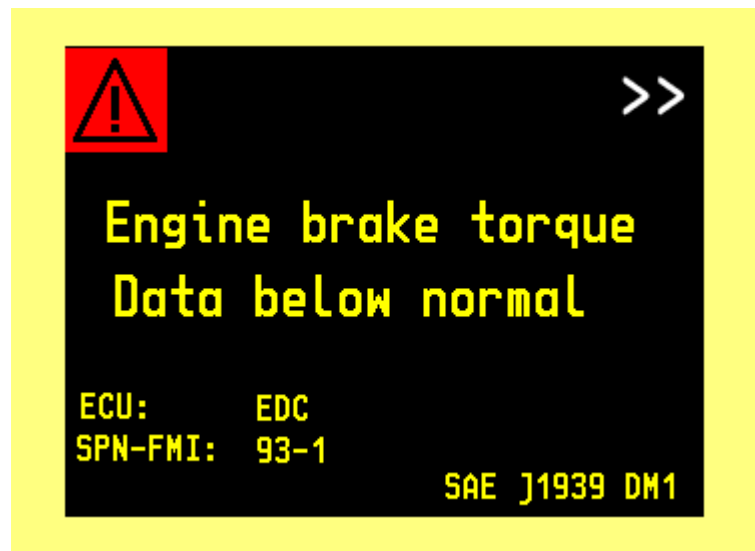 >>
Engine brake torque
Data below normal
ECU: EDC
SPN-FMI: 93-1
SAE J1939 DM1